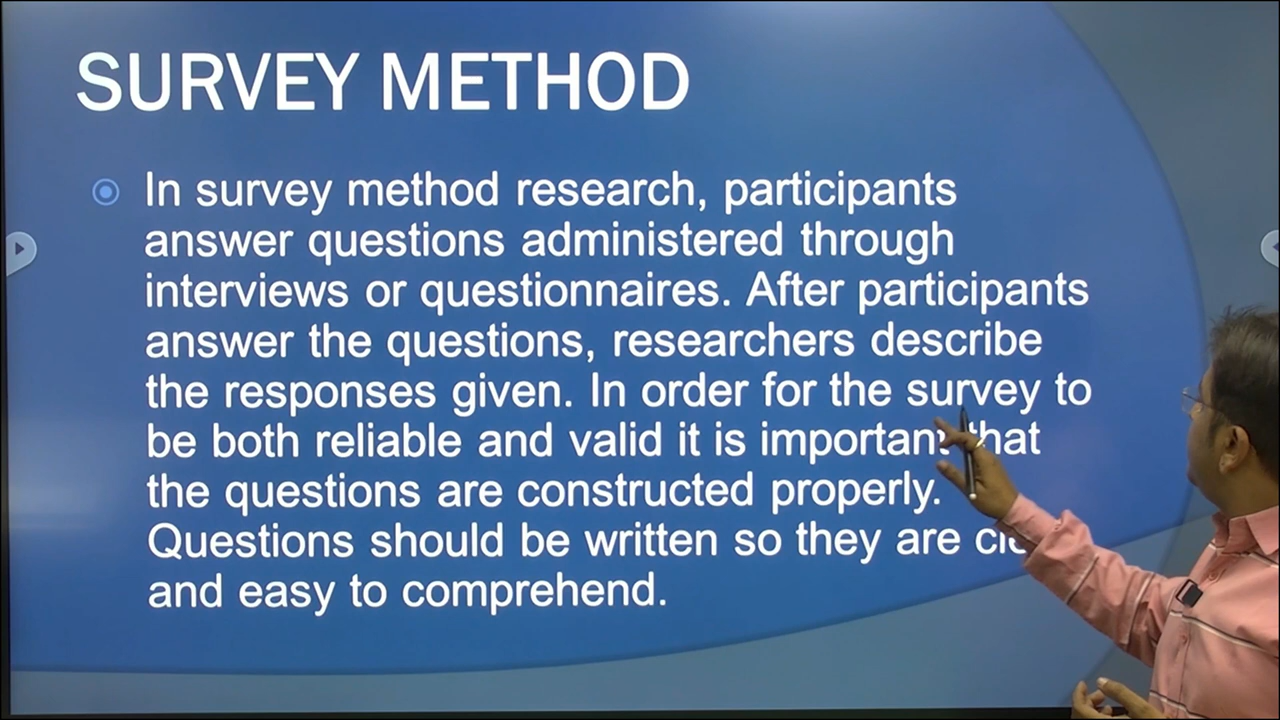 SURVEY METHOD
In survey method research, participants
answer questions administered through
interviews or questionnaires. After participants
answer the questions, researchers describe
the responses given. In order for the survey to
be both reliable and valid it is important that
the questions are constructed properly.
Questions should be written so they are
and easy to comprehend.